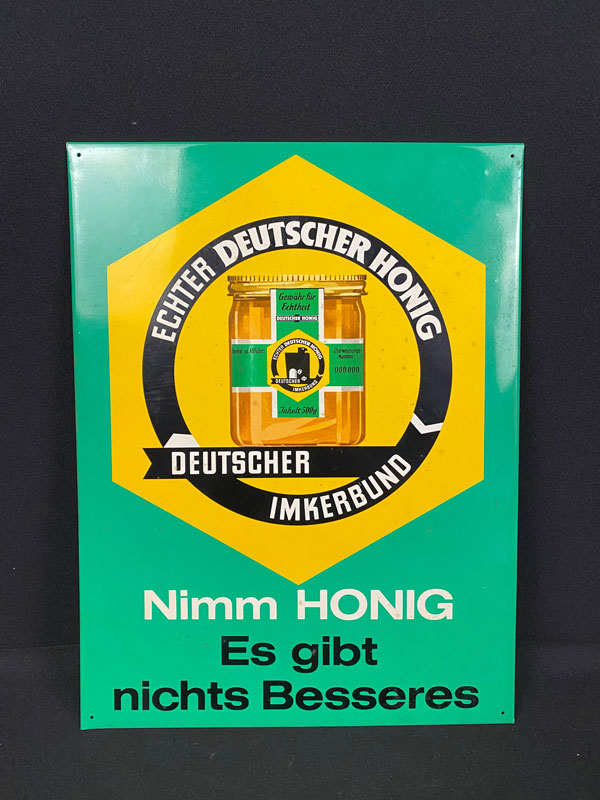 ECHTER DEUTSCHER HONIG
Gewähr für
Echtheit
DEUTSCHER HONIG
ECHTER DEUTSCHER HONIG
DEUTSCHER
IMKERBUND
000000
Inhalt 500g
DEUTSCHER
IMKERBUND
Nimm HONIG
Es gibt
nichts Besseres